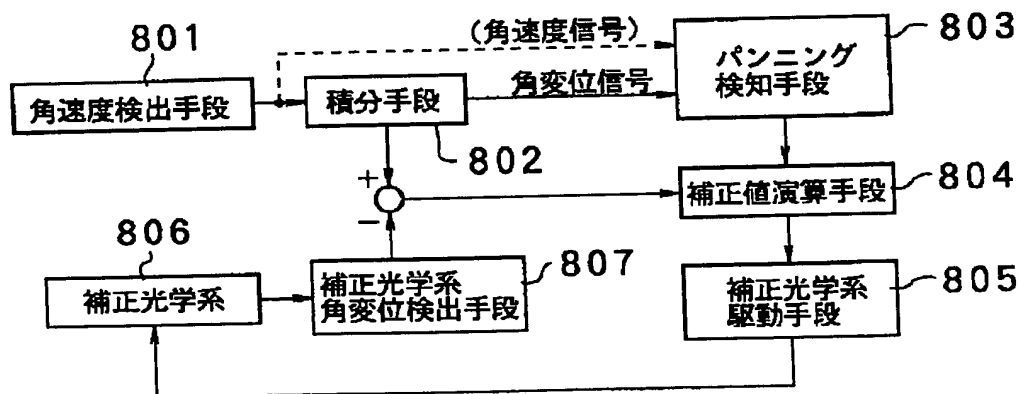 801
角速度検出手段
積分手段
802
(角速度信号)
角変位信号
パンニング
検知手段
803
+
−
補正値演算手段
804
806
補正光学系
補正光学系
角変位検出手段
807
補正光学系
駆動手段
805